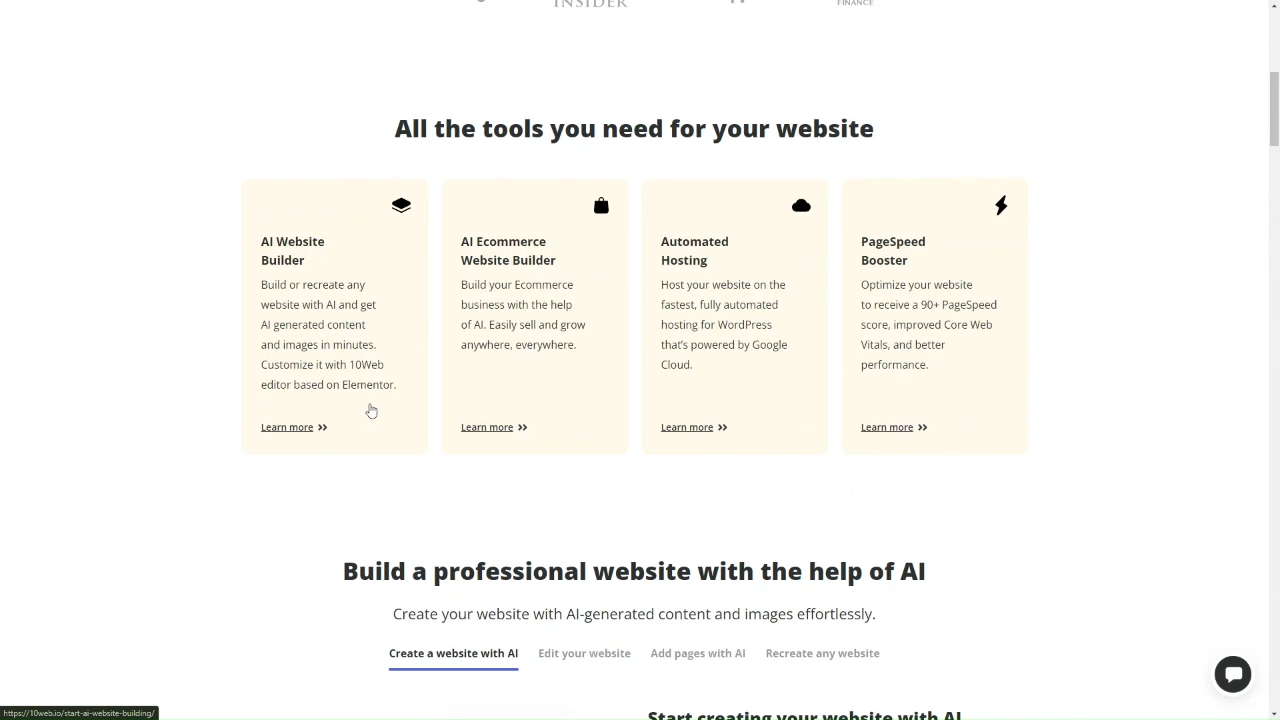 INSIDER
FINANCE
All the tools you need for your website
AI Website
Builder
Build or recreate any
website with AI and get
AI generated content
and images in minutes.
Customize it with 10Web
editor based on Elementor.
Learn more
AI Ecommerce
Website Builder
Build your Ecommerce
business with the help
of AI. Easily sell and grow
anywhere, everywhere.
Learn more
Automated
Hosting
Host your website on the
fastest, fully automated
hosting for WordPress
that's powered by Google
Cloud.
Learn more
PageSpeed
Booster
Optimize your website
to receive a 90+ PageSpeed
score, improved Core Web
Vitals, and better
performance.
Learn more
Build a professional website with the help of AI
Create your website with AI-generated content and images effortlessly.
Create a website with AI Edit your website Add pages with AI Recreate any website
Start creating your website with AI
https://10web.io/start-ai-website-building/